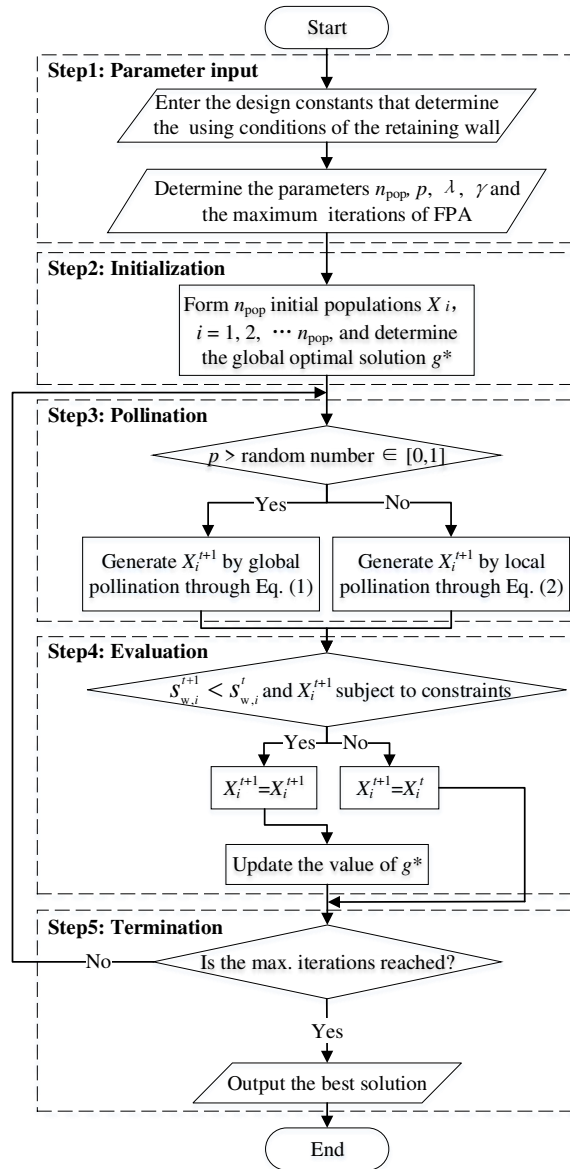 Start
Step1: Parameter input
Enter the design constants that determine
the using conditions of the retaining wall
Determine the parameters n_pop, p, λ, γ and
the maximum iterations of FPA
Step2: Initialization
Form n_pop initial populations X_i,
i = 1, 2, ⋯ n_pop, and determine
the global optimal solution g*
Step3: Pollination
p > random number ∈ [0,1]
Yes
No
Generate X_i^{t+1} by global
pollination through Eq. (1)
Generate X_i^{t+1} by local
pollination through Eq. (2)
Step4: Evaluation
s_{w,i}^{t+1} < s_{w,i}^t and X_i^{t+1} subject to constraints
Yes
No
X_i^{t+1}=X_i^{t+1}
X_i^{t+1}=X_i^t
Update the value of g*
Step5: Termination
Is the max. iterations reached?
No
Yes
Output the best solution
End